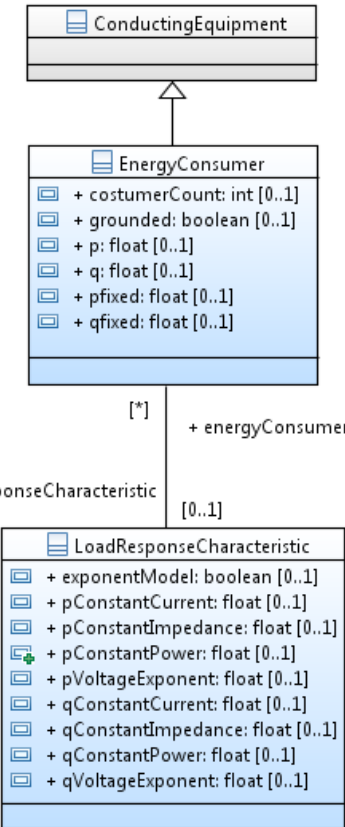 ConductingEquipment
EnergyConsumer
+ costumerCount: int [0..1]
+ grounded: boolean [0..1]
+ p: float [0..1]
+ q: float [0..1]
+ pfixed: float [0..1]
+ qfixed: float [0..1]
[*]
+ energyConsumer
ponseCharacteristic
[0..1]
LoadResponseCharacteristic
+ exponentModel: boolean [0..1]
+ pConstantCurrent: float [0..1]
+ pConstantImpedance: float [0..1]
+ pConstantPower: float [0..1]
+ pVoltageExponent: float [0..1]
+ qConstantCurrent: float [0..1]
+ qConstantImpedance: float [0..1]
+ qConstantPower: float [0..1]
+ qVoltageExponent: float [0..1]